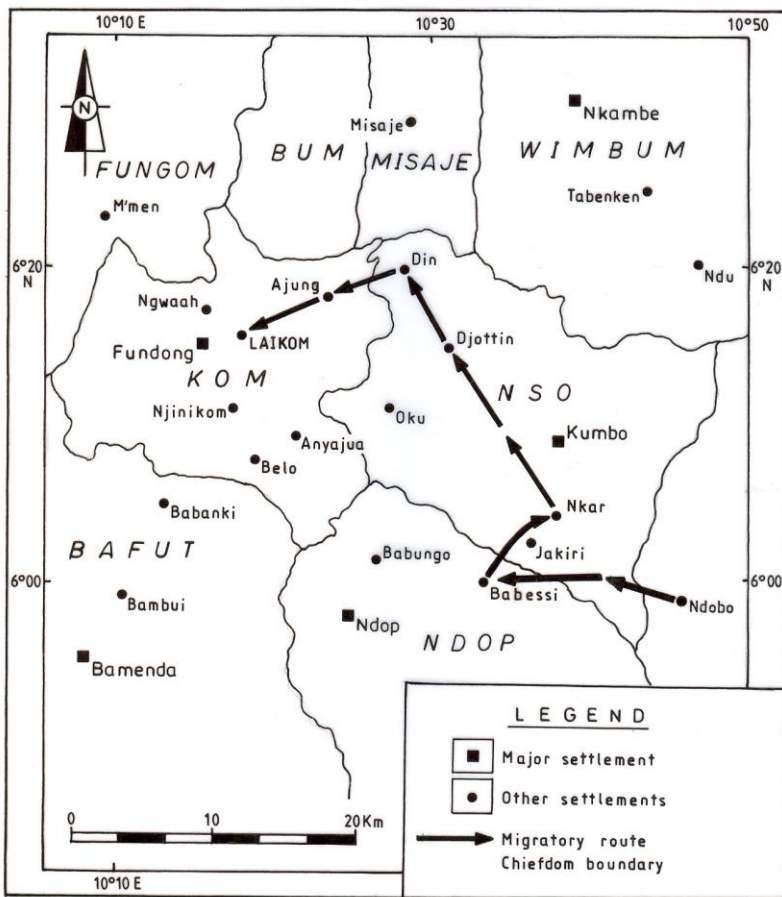 10°10 E
10°30
10°50
N
Misaje
Nkambe
FUNGOM
BUM
MISAJE
WIMBUM
M'men
Tabenken
6°20
N
Din
6°20
N
Ndu
Ajung
Ngwaah
LAIKOM
Djottin
Fundong
KOM
NSO
Njinikom
Oku
Kumbo
Anyajua
Belo
Nkar
Babanki
BAFUT
Babungo
Jakiri
6°00
Babessi
6°00
Bambui
Ndobo
Ndop
NDOP
Bamenda
LEGEND
Major settlement
Other settlements
0 10 20Km
Migratory route
Chiefdom boundary
10°10 E